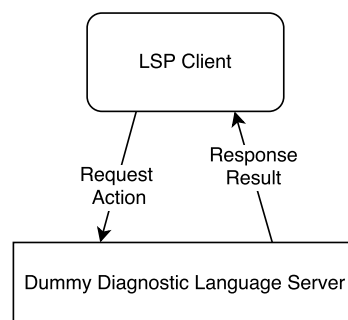 LSP Client
Request
Action
Response
Result
Dummy Diagnostic Language Server